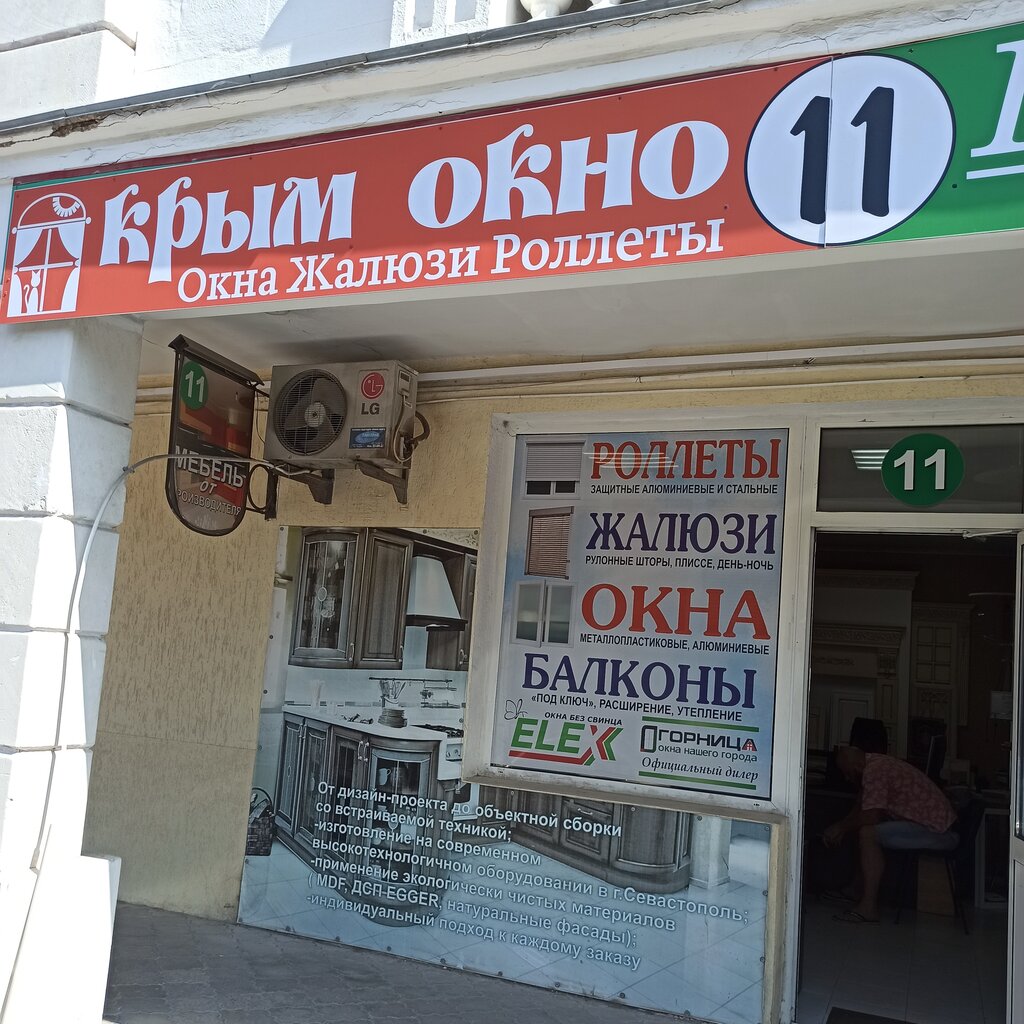 крым окно
Окна Жалюзи Роллеты
11
11
LG
МЕБЕЛЬ
ОТ
РОИЗВОДИТЕЛЯ
РОЛЛЕТЫ
ЗАЩИТНЫЕ АЛЮМИНИЕВЫЕ И СТАЛЬНЫЕ
ЖАЛЮЗИ
РУЛОННЫЕ ШТОРЫ, ПЛИССЕ, ДЕНЬ-НОЧЬ
ОКНА
МЕТАЛЛОПЛАСТИКОВЫЕ, АЛЮМИНИЕВЫЕ
БАЛКОНЫ
«ПОД КЛЮЧ», РАСШИРЕНИЕ, УТЕПЛЕНИЕ
ОКНА БЕЗ СВИНЦА
ELEX
ГОРНИЦА
окна нашего города
Официальный дилер
11
От дизайн-проекта до объектной сборки
со встраиваемой техникой;
-изготовление на современном
высокотехнологичном оборудовании в г.Севастополь;
-применение экологически чистых материалов
( MDF, ДСП EGGER, натуральные фасады);
-индивидуальный подход к каждому заказу